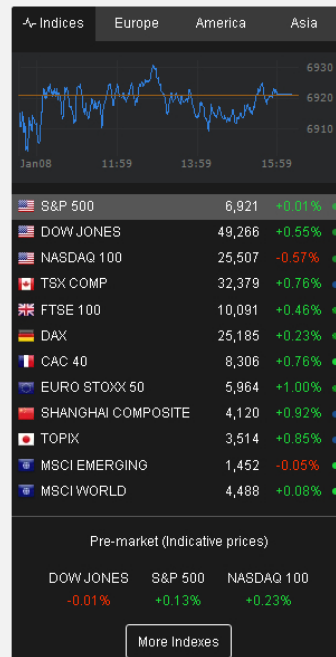 Indices Europe America Asia
6930
6920
6910
Jan08 11:59 13:59 15:59
S&P 500 6,921 +0.01%
DOW JONES 49,266 +0.55%
NASDAQ 100 25,507 -0.57%
TSX COMP 32,379 +0.76%
FTSE 100 10,091 +0.46%
DAX 25,185 +0.23%
CAC 40 8,306 +0.76%
EURO STOXX 50 5,964 +1.00%
SHANGHAI COMPOSITE 4,120 +0.92%
TOPIX 3,514 +0.85%
MSCI EMERGING 1,452 -0.05%
MSCI WORLD 4,488 +0.08%
Pre-market (Indicative prices)
DOW JONES S&P 500 NASDAQ 100
-0.01% +0.13% +0.23%
More Indexes